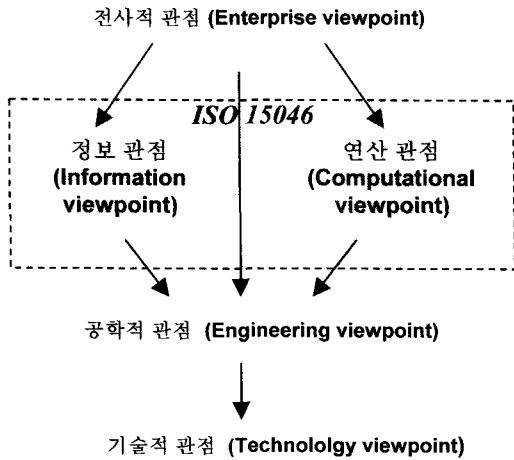 전사적 관점 (Enterprise viewpoint)
ISO 15046
정보 관점
(Information
viewpoint)
연산 관점
(Computational
viewpoint)
공학적 관점 (Engineering viewpoint)
기술적 관점 (Technololgy viewpoint)